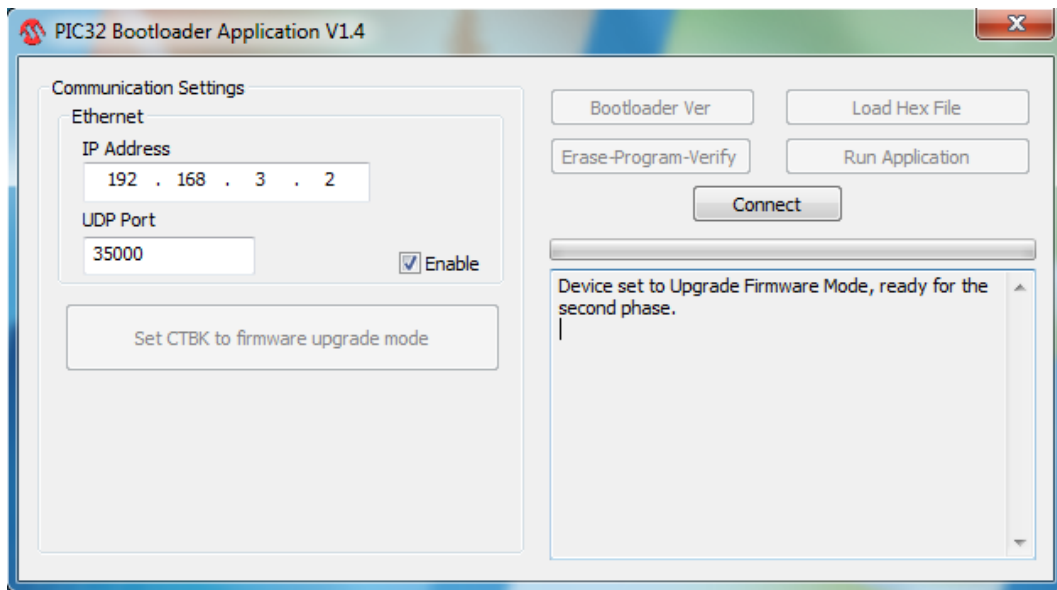 PIC32 Bootloader Application V1.4
Communication Settings
Ethernet
IP Address
192 . 168 . 3 . 2
UDP Port
35000
Enable
Set CTBK to firmware upgrade mode
Bootloader Ver
Load Hex File
Erase-Program-Verify
Run Application
Connect
Device set to Upgrade Firmware Mode, ready for the
second phase.